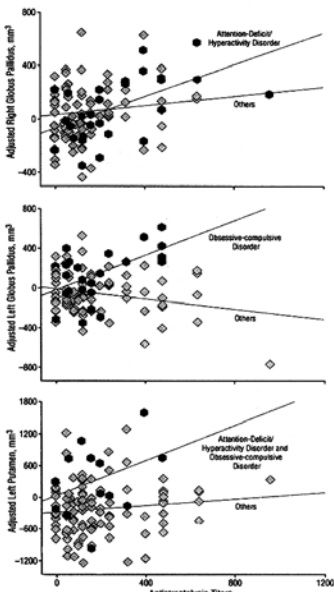 Adjusted Right Globus Pallidus, mm³
800
400
0
−400
Attention-Deficit/
Hyperactivity Disorder
Others
Adjusted Left Globus Pallidus, mm³
800
400
0
−400
−800
Obsessive-compulsive
Disorder
Others
Adjusted Left Putamen, mm³
1800
1200
600
0
−600
−1200
Attention-Deficit/
Hyperactivity Disorder and
Obsessive-compulsive
Disorder
Others
0
400
800
1200